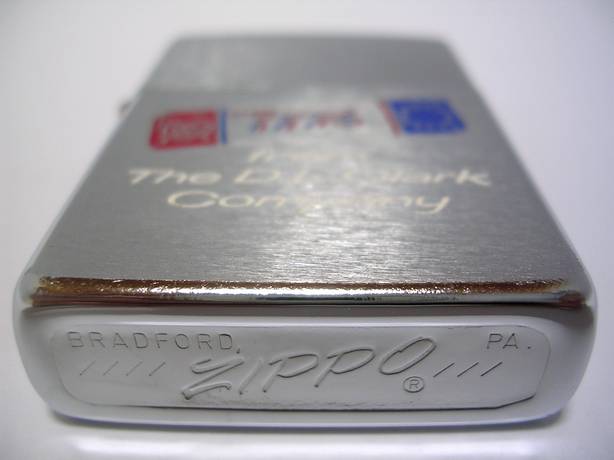 from
The D.L. Clark
Company
BRADFORD, PA.
//// ZIPPO ® ///